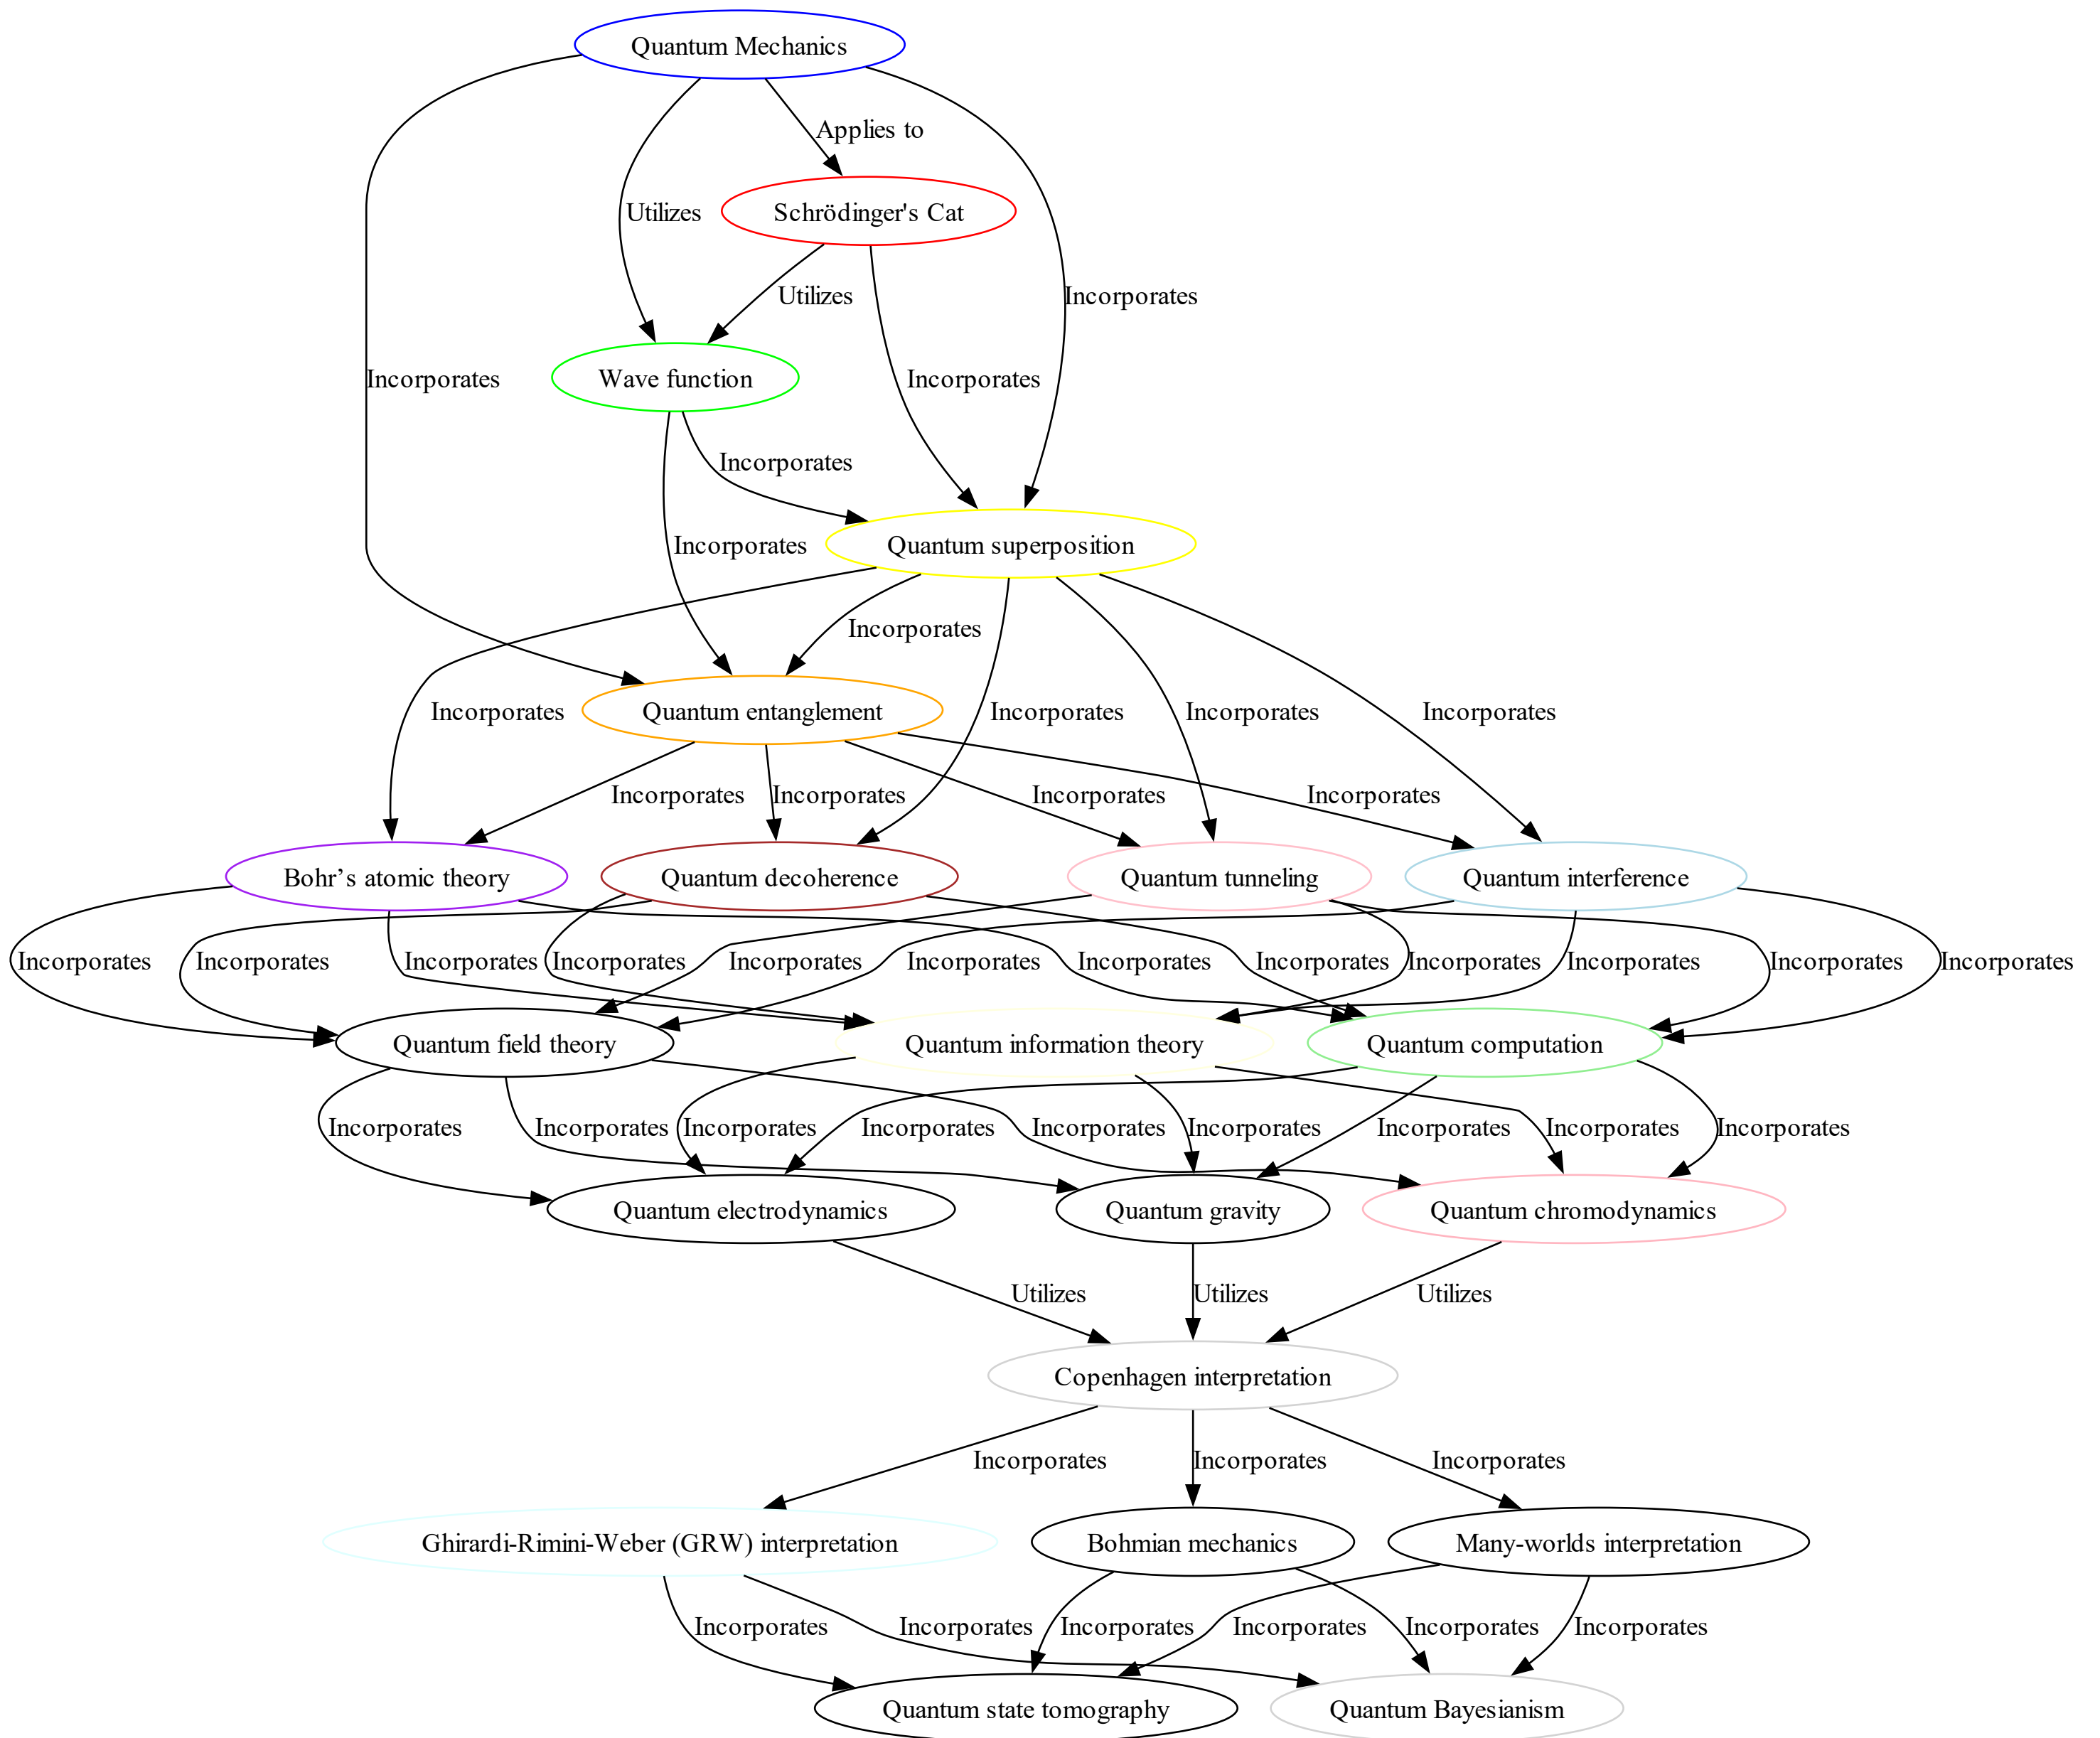 Quantum Mechanics
Applies to
Utilizes
Schrödinger's Cat
Utilizes
Incorporates
Incorporates
Wave function
Incorporates
Incorporates
Quantum superposition
Incorporates
Incorporates
Incorporates
Quantum entanglement
Incorporates
Incorporates
Incorporates
Incorporates
Incorporates
Incorporates
Incorporates
Incorporates
Bohr’s atomic theory
Quantum decoherence
Quantum tunneling
Quantum interference
Incorporates
Incorporates
Incorporates
Incorporates
Incorporates
Incorporates
Incorporates
Incorporates
Incorporates
Incorporates
Incorporates
Incorporates
Quantum field theory
Quantum information theory
Quantum computation
Incorporates
Incorporates
Incorporates
Incorporates
Incorporates
Incorporates
Incorporates
Incorporates
Incorporates
Quantum electrodynamics
Quantum gravity
Quantum chromodynamics
Utilizes
Utilizes
Utilizes
Copenhagen interpretation
Incorporates
Incorporates
Incorporates
Ghirardi-Rimini-Weber (GRW) interpretation
Bohmian mechanics
Many-worlds interpretation
Incorporates
Incorporates
Incorporates
Incorporates
Incorporates
Incorporates
Quantum state tomography
Quantum Bayesianism